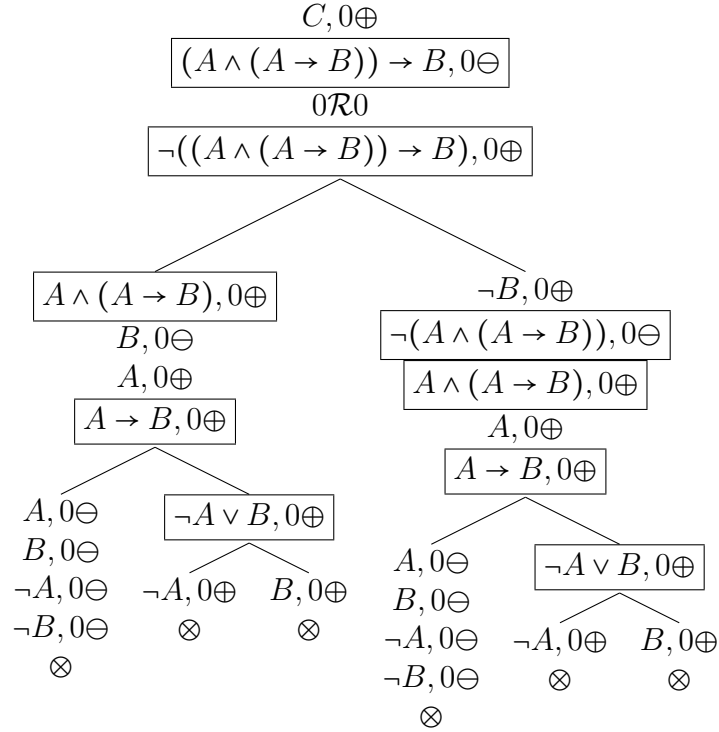 C, 0⊕
(A ∧ (A → B)) → B, 0⊖
0ℛ0
¬((A ∧ (A → B)) → B), 0⊕
A ∧ (A → B), 0⊕
B, 0⊖
A, 0⊕
A → B, 0⊕
A, 0⊖
B, 0⊖
¬A, 0⊖
¬B, 0⊖
⊗
¬A ∨ B, 0⊕
¬A, 0⊕
⊗
B, 0⊕
⊗
¬B, 0⊕
¬(A ∧ (A → B)), 0⊖
A ∧ (A → B), 0⊕
A, 0⊕
A → B, 0⊕
A, 0⊖
B, 0⊖
¬A, 0⊖
¬B, 0⊖
⊗
¬A ∨ B, 0⊕
¬A, 0⊕
⊗
B, 0⊕
⊗